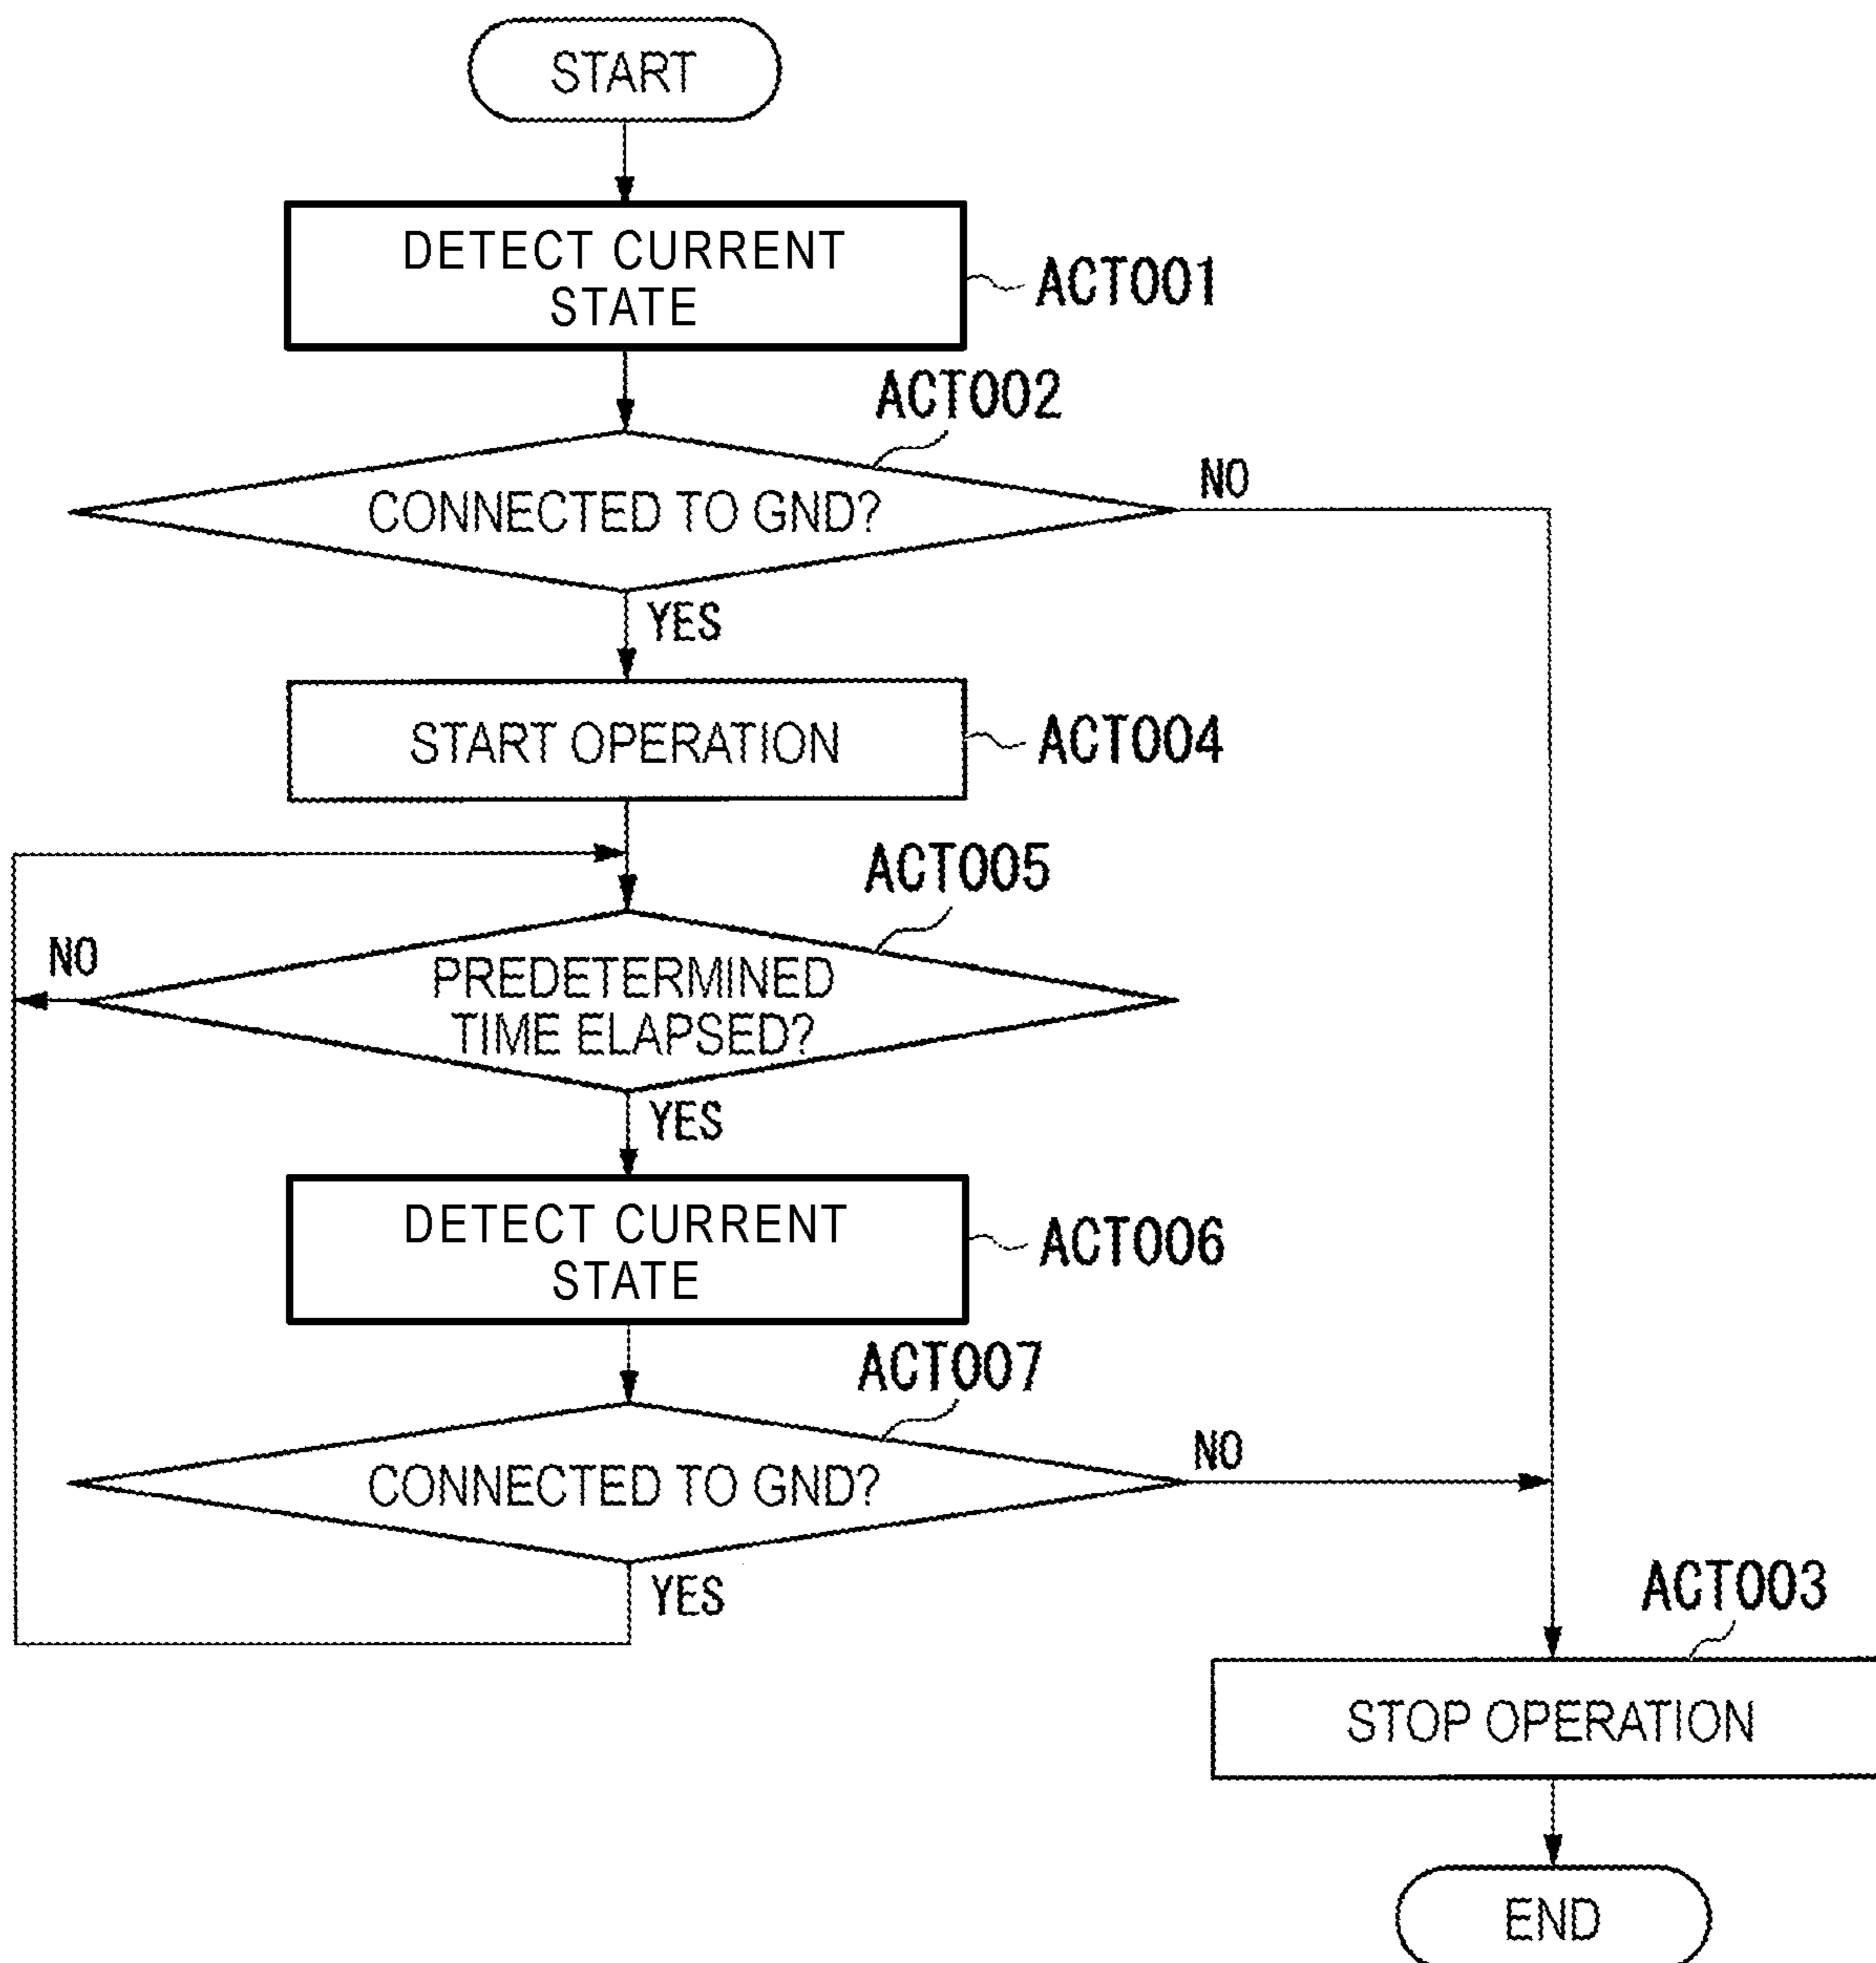 START
DETECT CURRENT
STATE
ACT001
ACT002
CONNECTED TO GND?
NO
YES
START OPERATION
ACT004
ACT005
NO
PREDETERMINED
TIME ELAPSED?
YES
DETECT CURRENT
STATE
ACT006
ACT007
CONNECTED TO GND?
NO
YES
ACT003
STOP OPERATION
END